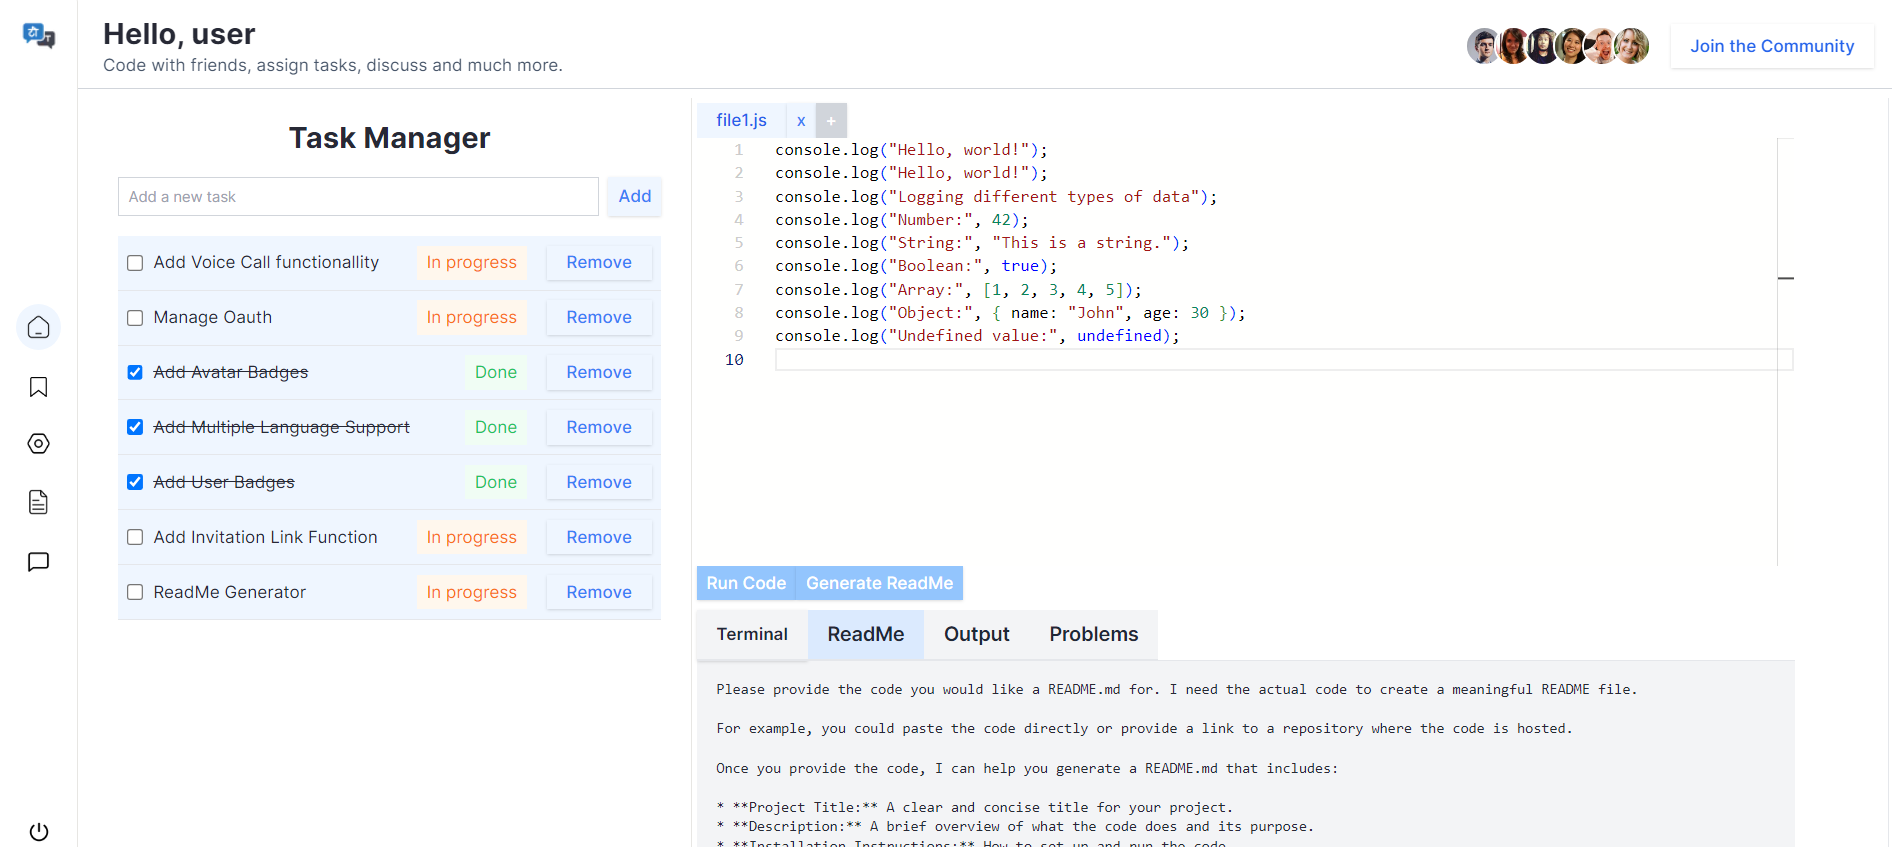 Hello, user
Code with friends, assign tasks, discuss and much more.
Join the Community
Task Manager
Add a new task
Add
Add Voice Call functionallity In progress Remove
Manage Oauth In progress Remove
Add Avatar Badges Done Remove
Add Multiple Language Support Done Remove
Add User Badges Done Remove
Add Invitation Link Function In progress Remove
ReadMe Generator In progress Remove
file1.js x +
1 console.log("Hello, world!");
2 console.log("Hello, world!");
3 console.log("Logging different types of data");
4 console.log("Number:", 42);
5 console.log("String:", "This is a string.");
6 console.log("Boolean:", true);
7 console.log("Array:", [1, 2, 3, 4, 5]);
8 console.log("Object:", { name: "John", age: 30 });
9 console.log("Undefined value:", undefined);
10
Run Code Generate ReadMe
Terminal ReadMe Output Problems
Please provide the code you would like a README.md for. I need the actual code to create a meaningful README file.
For example, you could paste the code directly or provide a link to a repository where the code is hosted.
Once you provide the code, I can help you generate a README.md that includes:
* **Project Title:** A clear and concise title for your project.
* **Description:** A brief overview of what the code does and its purpose.
* **Installation Instructions:** How to set up and run the code.